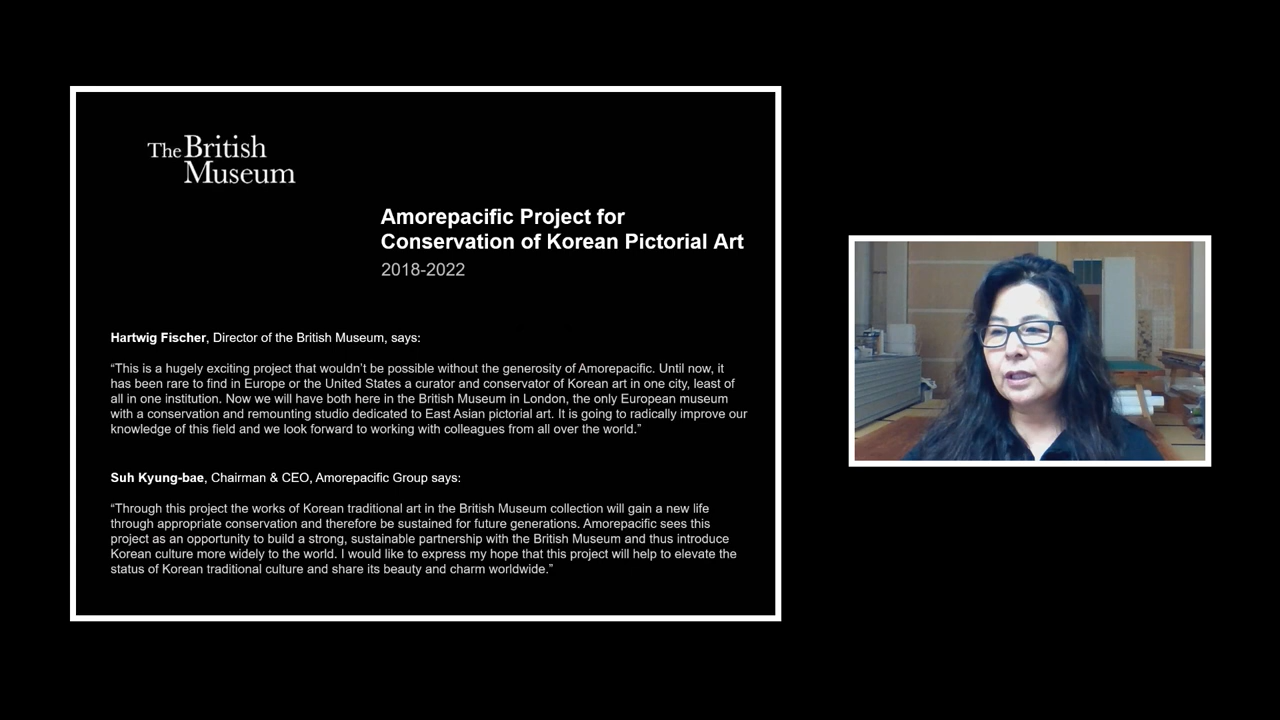 The British
Museum
Amorepacific Project for
Conservation of Korean Pictorial Art
2018-2022
Hartwig Fischer, Director of the British Museum, says:
“This is a hugely exciting project that wouldn’t be possible without the generosity of Amorepacific. Until now, it
has been rare to find in Europe or the United States a curator and conservator of Korean art in one city, least of
all in one institution. Now we will have both here in the British Museum in London, the only European museum
with a conservation and remounting studio dedicated to East Asian pictorial art. It is going to radically improve our
knowledge of this field and we look forward to working with colleagues from all over the world.”
Suh Kyung-bae, Chairman & CEO, Amorepacific Group says:
“Through this project the works of Korean traditional art in the British Museum collection will gain a new life
through appropriate conservation and therefore be sustained for future generations. Amorepacific sees this
project as an opportunity to build a strong, sustainable partnership with the British Museum and thus introduce
Korean culture more widely to the world. I would like to express my hope that this project will help to elevate the
status of Korean traditional culture and share its beauty and charm worldwide.”